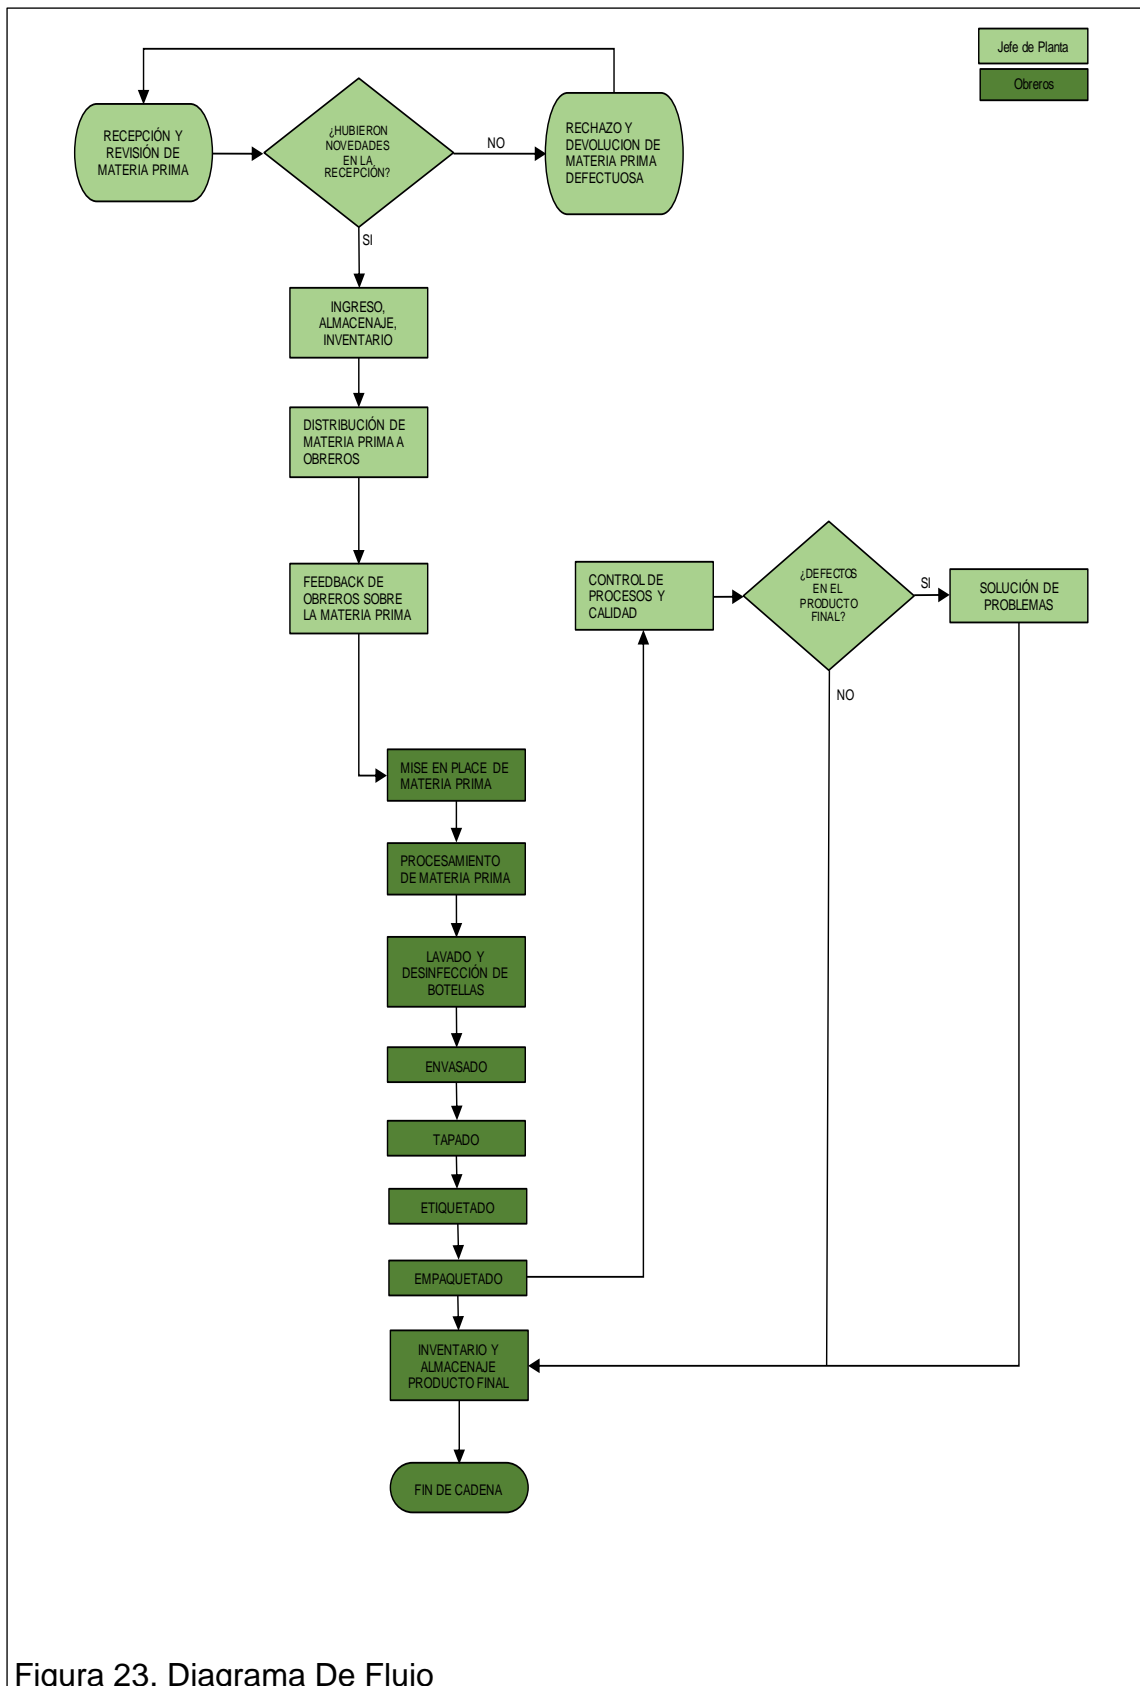 Jefe de Planta
Obreros
RECEPCIÓN Y
REVISIÓN DE
MATERIA PRIMA
¿HUBIERON
NOVEDADES
EN LA
RECEPCIÓN?
NO
RECHAZO Y
DEVOLUCION DE
MATERIA PRIMA
DEFECTUOSA
SI
INGRESO,
ALMACENAJE,
INVENTARIO
DISTRIBUCIÓN DE
MATERIA PRIMA A
OBREROS
FEEDBACK DE
OBREROS SOBRE
LA MATERIA PRIMA
CONTROL DE
PROCESOS Y
CALIDAD
¿DEFECTOS
EN EL
PRODUCTO
FINAL?
SI
SOLUCIÓN DE
PROBLEMAS
NO
MISE EN PLACE DE
MATERIA PRIMA
PROCESAMIENTO
DE MATERIA PRIMA
LAVADO Y
DESINFECCIÓN DE
BOTELLAS
ENVASADO
TAPADO
ETIQUETADO
EMPAQUETADO
INVENTARIO Y
ALMACENAJE
PRODUCTO FINAL
FIN DE CADENA
Figura 23. Diagrama De Flujo